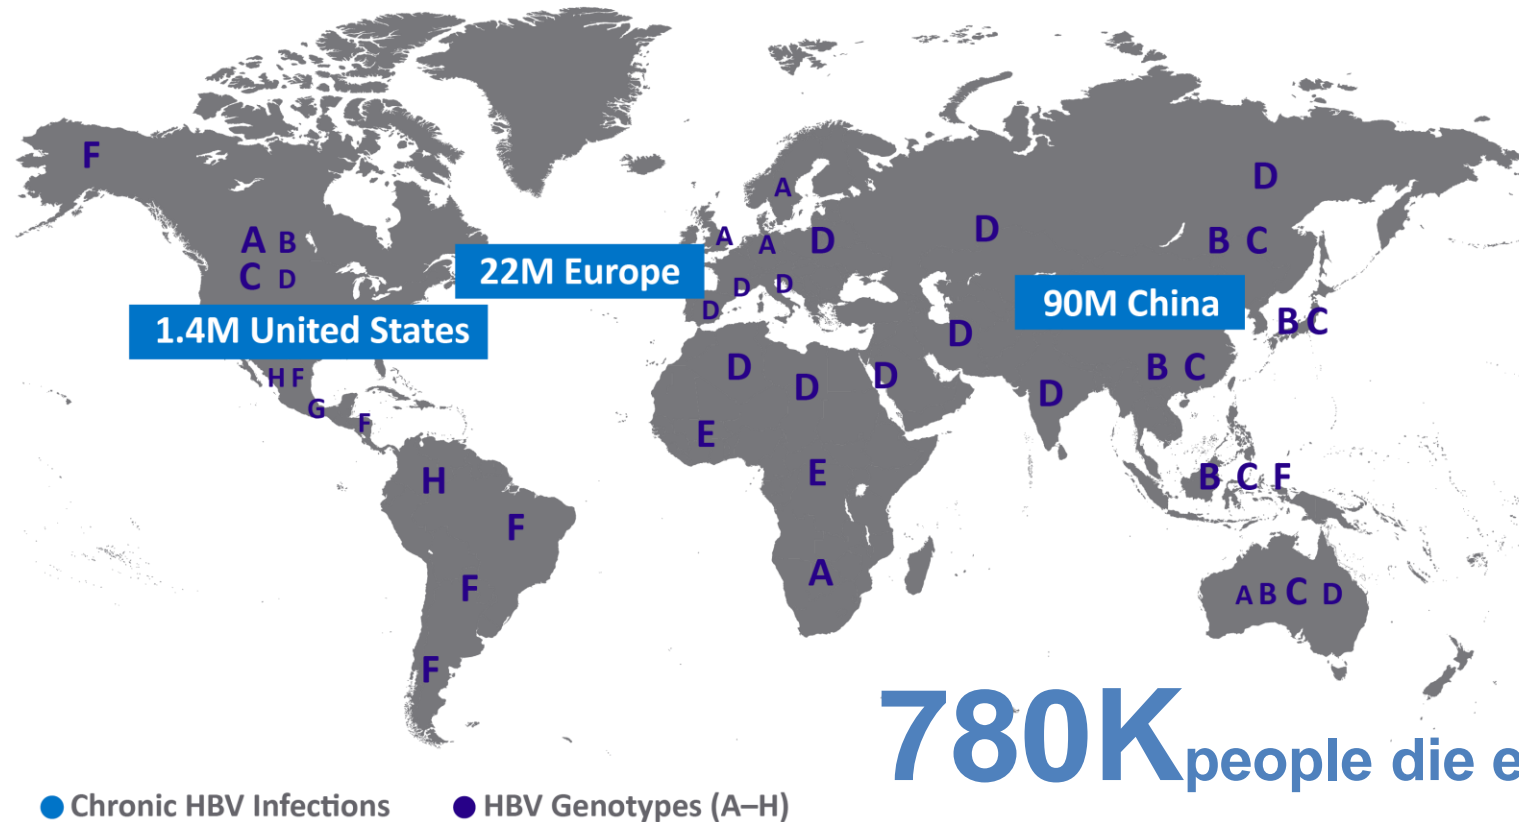 F
D
A
A B
A
A
D
D
B C
C D
22M Europe
D
D
90M China
D
1.4M United States
D
B C
H F
D
D
D
B C
G
F
D
E
H
E
B C F
F
F
A
A B C D
F
780K people die e
Chronic HBV Infections
HBV Genotypes (A–H)